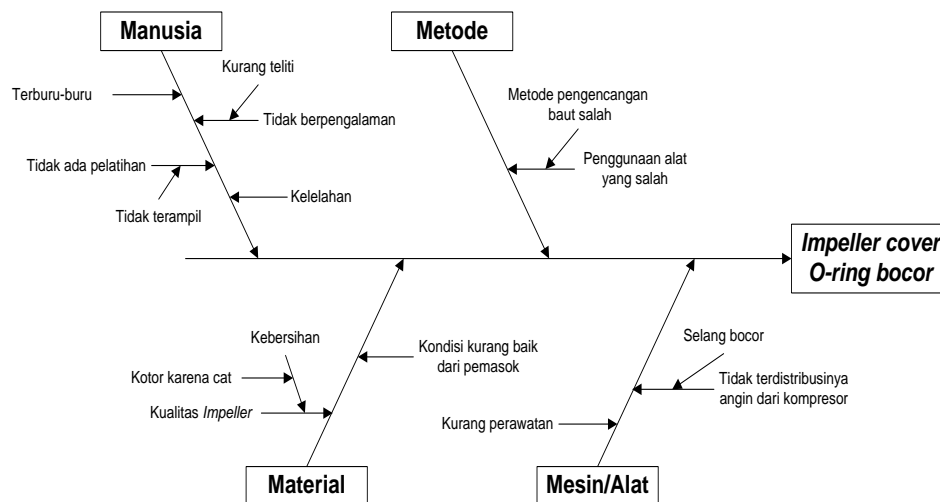 Manusia
Metode
Kurang teliti
Terburu-buru
Metode pengencangan
baut salah
Tidak berpengalaman
Tidak ada pelatihan
Penggunaan alat
yang salah
Kelelahan
Tidak terampil
Impeller cover
O-ring bocor
Kebersihan
Selang bocor
Kondisi kurang baik
dari pemasok
Kotor karena cat
Tidak terdistribusinya
angin dari kompresor
Kualitas Impeller
Kurang perawatan
Material
Mesin/Alat